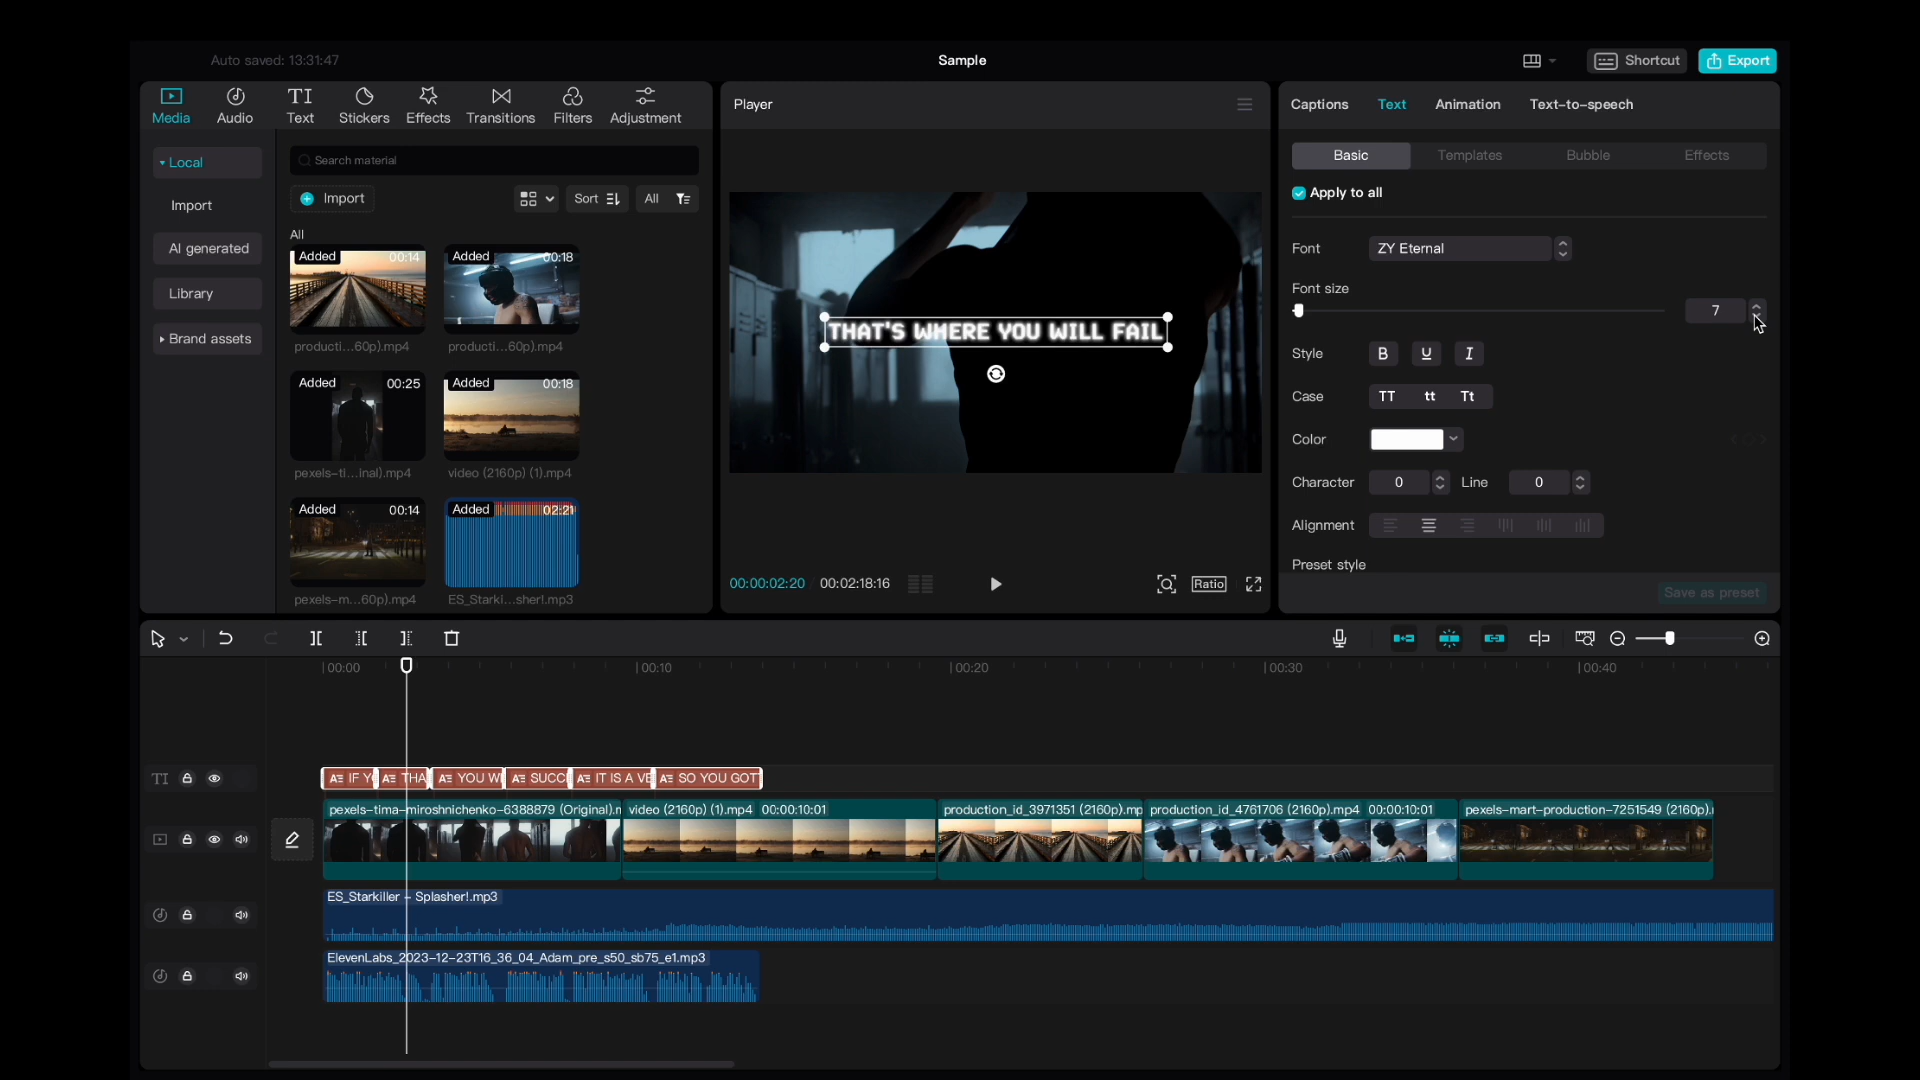 Auto saved: 13:31:47
Sample
Shortcut
Export
Media
Audio
Text
Stickers
Effects
Transitions
Filters
Adjustment
Local
Import
AI generated
Library
Brand assets
Search material
Import
Sort
All
All
Added 00:14
Added 00:18
producti...60p).mp4
producti...60p).mp4
Added 00:25
Added 00:18
pexels-ti...inal).mp4
video (2160p) (1).mp4
Added 00:14
Added 02:21
pexels-m...60p).mp4
ES_Starki...sher!.mp3
Player
THAT'S WHERE YOU WILL FAIL
00:00:02:20
00:02:18:16
Ratio
Captions
Text
Animation
Text-to-speech
Basic
Templates
Bubble
Effects
Apply to all
Font
ZY Eternal
Font size
7
Style
B U I
Case
TT tt Tt
Color
Character
0
Line
0
Alignment
Preset style
Save as preset
00:00
00:10
00:20
00:30
00:40
TI
IF Y
THA
YOU W
SUCC
IT IS A VE
SO YOU GOT
pexels-tima-miroshnichenko-6388879 (Original).
video (2160p) (1).mp4 00:00:10:01
production_id_3971351 (2160p).mp
production_id_4761706 (2160p).mp4 00:00:10:01
pexels-mart-production-7251549 (2160p).
ES_Starkiller - Splasher!.mp3
ElevenLabs_2023-12-23T16_36_04_Adam_pre_s50_sb75_e1.mp3